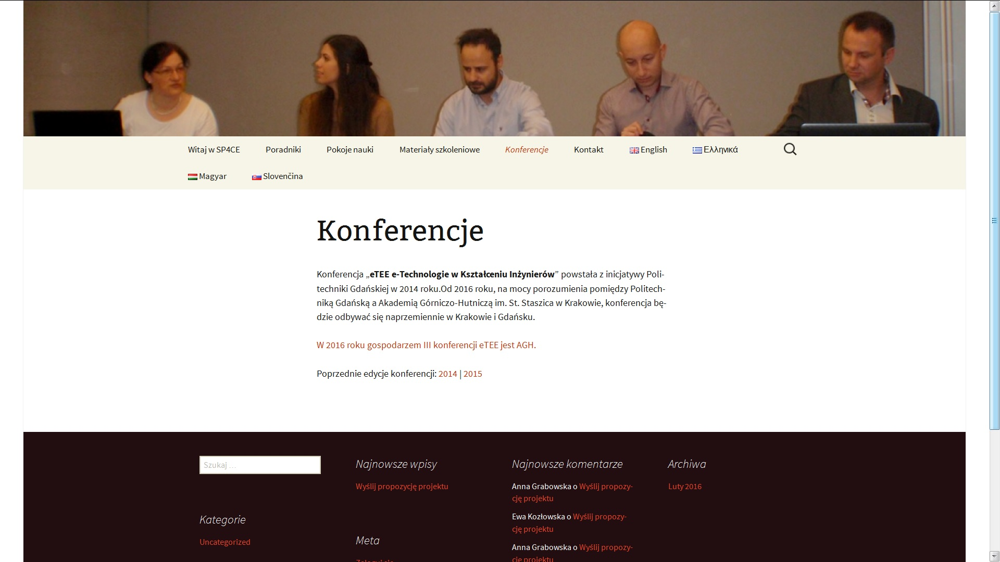 Witaj w SP4CE Poradniki Pokoje nauki Materiały szkoleniowe Konferencje Kontakt English Ελληνικά
Magyar Slovenčina
Konferencje
Konferencja „eTEE e-Technologie w Kształceniu Inżynierów” powstała z inicjatywy Poli-
techniki Gdańskiej w 2014 roku.Od 2016 roku, na mocy porozumienia pomiędzy Politech-
niką Gdańską a Akademią Górniczo-Hutniczą im. St. Staszica w Krakowie, konferencja bę-
dzie odbywać się naprzemiennie w Krakowie i Gdańsku.
W 2016 roku gospodarzem III konferencji eTEE jest AGH.
Poprzednie edycje konferencji: 2014 | 2015
Szukaj …
Kategorie
Uncategorized
Najnowsze wpisy
Wyślij propozycję projektu
Meta
Zaloguj się
Najnowsze komentarze
Anna Grabowska o Wyślij propozy-
cję projektu
Ewa Kozłowska o Wyślij propozy-
cję projektu
Anna Grabowska o Wyślij propozy-
cję projektu
Archiwa
Luty 2016